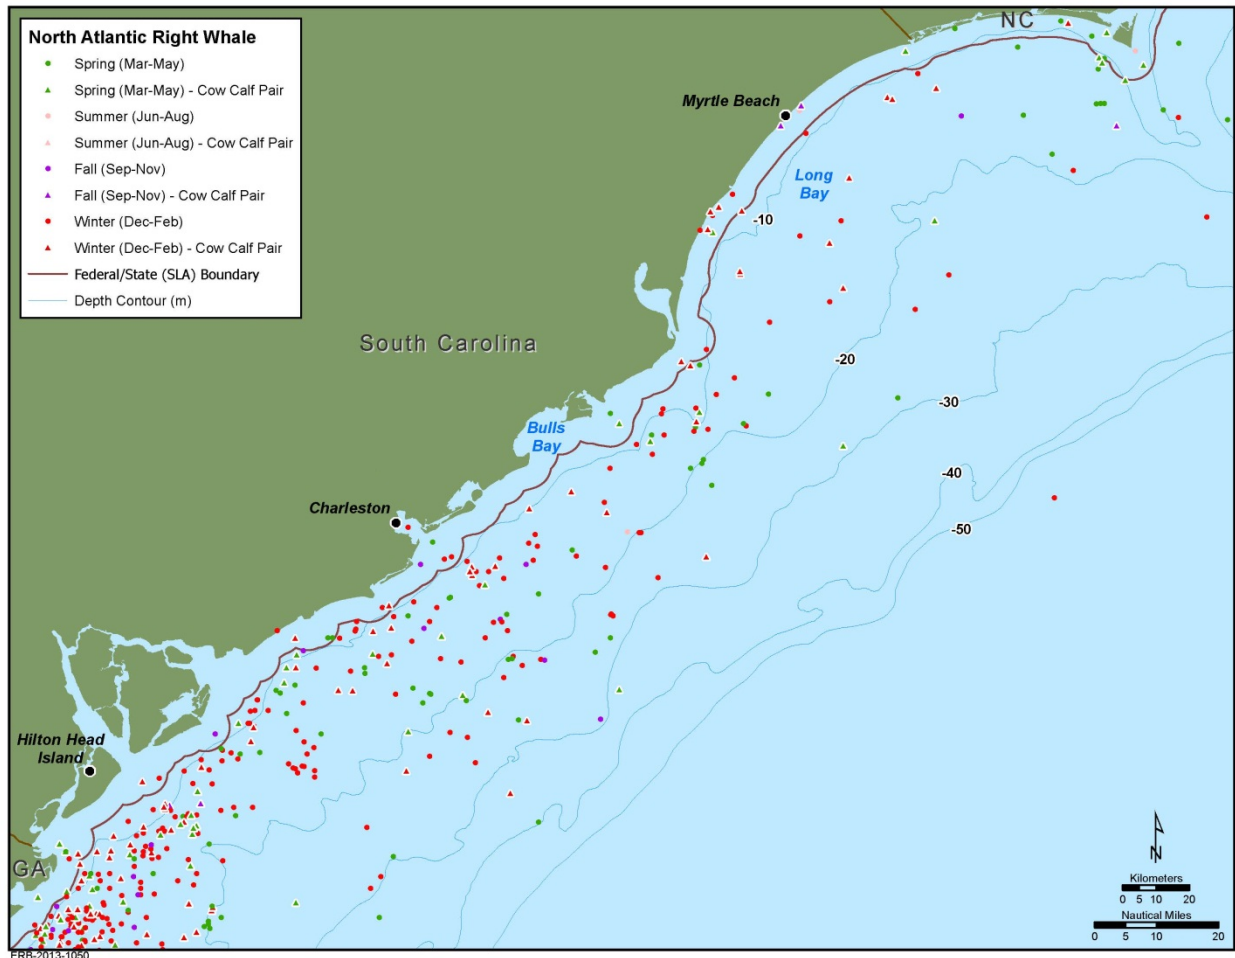 North Atlantic Right Whale
Spring (Mar-May)
Spring (Mar-May) - Cow Calf Pair
Summer (Jun-Aug)
Summer (Jun-Aug) - Cow Calf Pair
Fall (Sep-Nov)
Fall (Sep-Nov) - Cow Calf Pair
Winter (Dec-Feb)
Winter (Dec-Feb) - Cow Calf Pair
Federal/State (SLA) Boundary
Depth Contour (m)
NC
Myrtle Beach
Long
Bay
-10
South Carolina
-20
-30
Bulls
Bay
-40
Charleston
-50
Hilton Head
Island
GA
N
Kilometers
0 5 10 20
Nautical Miles
0 5 10 20
ERB-2013-1050